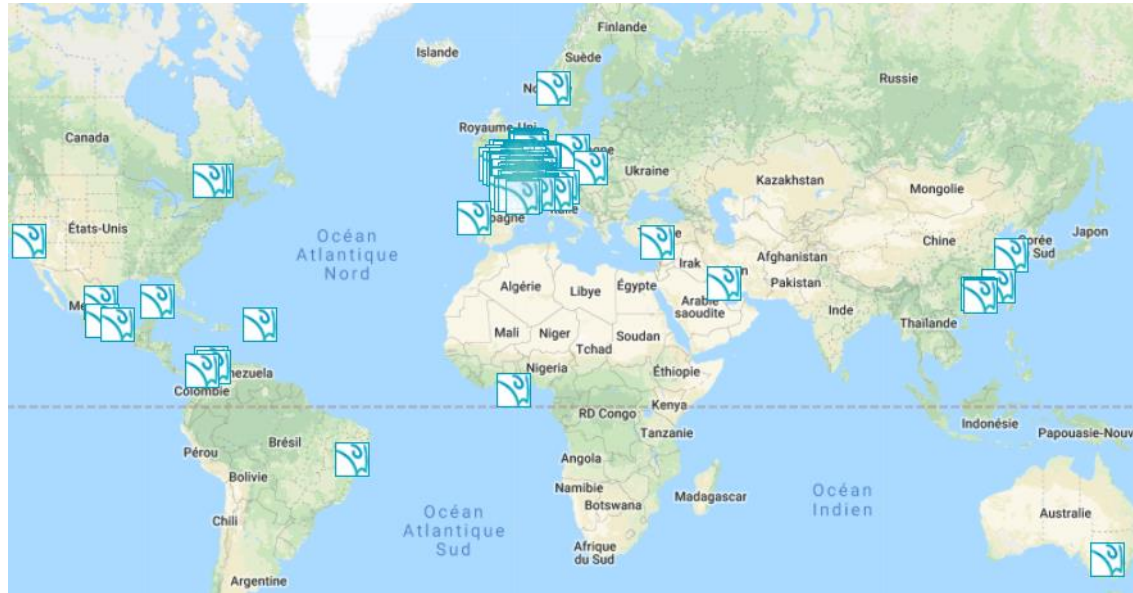 Finlande
Islande
Suède
Russie
Royaume-Uni
Canada
Ukraine
Kazakhstan
Mongolie
États-Unis
Océan
Atlantique
Nord
Chine
Japon
Sud
Irak
Afghanistan
Algérie
Libye
Égypte
Pakistan
Arabie
saoudite
Inde
Mali
Niger
Soudan
Thaïlande
Tchad
Nigeria
Éthiopie
Colombie
RD Congo
Kenya
Indonésie
Tanzanie
Papouasie-Nouv
Brésil
Pérou
Angola
Bolivie
Namibie
Botswana
Madagascar
Océan
Indien
Océan
Atlantique
Sud
Australie
Chili
Afrique
du Sud
Argentine